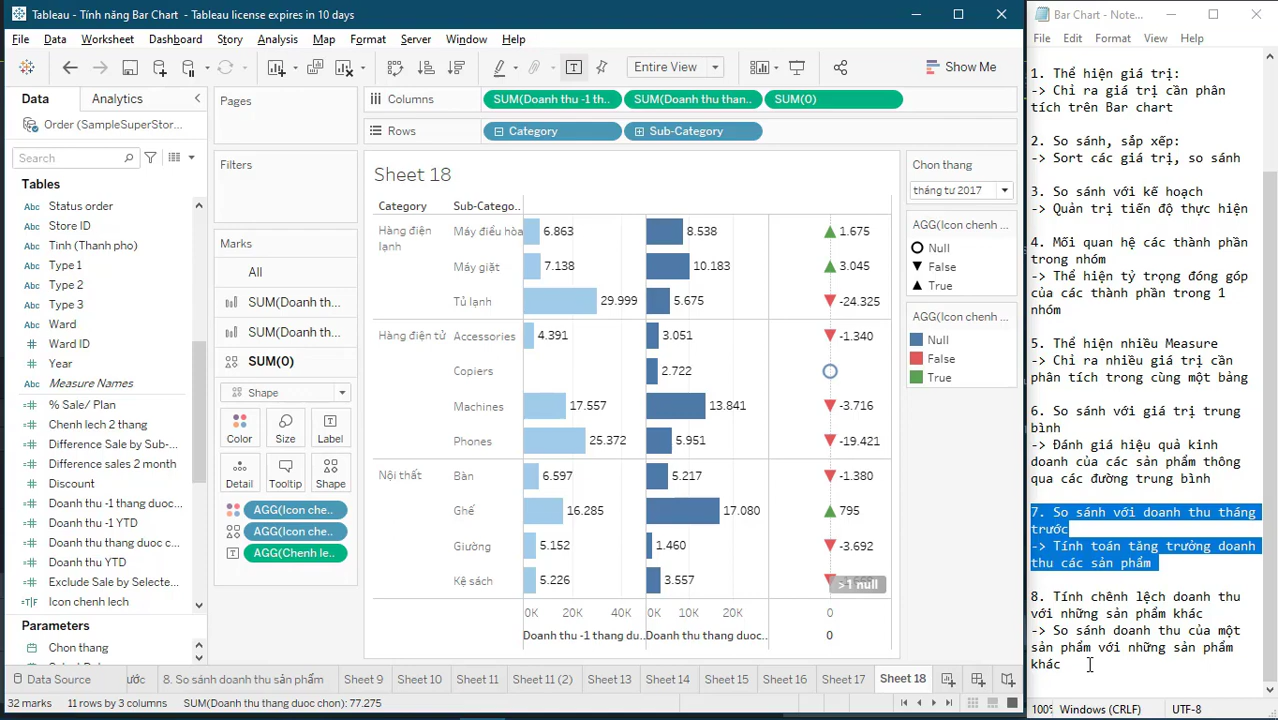 Tableau - Tính năng Bar Chart - Tableau license expires in 10 days
File Data Worksheet Dashboard Story Analysis Format Server Window Help
Entire View
Show Me
Data Analytics
Order (SampleSuperStor...
Search
Tables
Abc Status order
Abc Store ID
Abc Tinh (Thanh pho)
Abc Type 1
Abc Type 2
Abc Type 3
Abc Ward
Abc Ward ID
Abc Year
Abc Measure Names
% Sale/ Plan
Chenh lech 2 thang
Difference Sale by Sub-...
Difference sales 2 month
Discount
Doanh thu -1 thang duoc...
Doanh thu -1 YTD
Doanh thu thang duoc c...
Doanh thu YTD
Exclude Sale by Selecte...
Icon chenh lech
Parameters
Chon thang
Pages
Filters
Marks
All
SUM(Doanh t...
SUM(Doanh t...
SUM(0)
Shape
Color Size Label
Detail Tooltip Shape
AGG(Icon che..
AGG(Icon che..
AGG(Chenh le..
Columns
SUM(Doanh thu -1 th.. SUM(Doanh thu than.. SUM(0)
Rows
Category Sub-Category
Sheet 18
Category Sub-Catego..
Hàng điện lạnh Máy điều hòa 6.863 8.538 1.675
Máy giặt 7.138 10.183 3.045
Tủ lạnh 29.999 5.675 -24.325
Hàng điện tử Accessories 4.391 3.051 -1.340
Copiers 2.722
Machines 17.557 13.841 -3.716
Phones 25.372 5.951 -19.421
Nội thất Bàn 6.597 5.217 -1.380
Ghế 16.285 17.080 795
Giường 5.152 1.460 -3.692
Kệ sách 5.226 3.557
>1 null
0K 20K 40K 0K 10K 20K 0
Doanh thu -1 thang du.. Doanh thu thang duoc.. 0
Chon thang
tháng tư 2017
AGG(Icon chenh ...
Null
False
True
AGG(Icon chenh ...
Null
False
True
Data Source ước 8. So sánh doanh thu sản phẩm Sheet 9 Sheet 10 Sheet 11 Sheet 11 (2) Sheet 13 Sheet 14 Sheet 15 Sheet 16 Sheet 17 Sheet 18
32 marks 11 rows by 3 columns SUM(Doanh thu thang duoc chon): 77.275
Bar Chart - Note...
File Edit Format View Help
1. Thể hiện giá trị:
-> Chỉ ra giá trị cần phân
tích trên Bar chart
2. So sánh, sắp xếp:
-> Sort các giá trị, so sánh
3. So sánh với kế hoạch
-> Quản trị tiến độ thực hiện
4. Mối quan hệ các thành phần
trong nhóm
-> Thể hiện tỷ trọng đóng góp
của các thành phần trong 1
nhóm
5. Thể hiện nhiều Measure
-> Chỉ ra nhiều giá trị cần
phân tích trong cùng một bảng
6. So sánh với giá trị trung
bình
-> Đánh giá hiệu quả kinh
doanh của các sản phẩm thông
qua các đường trung bình
7. So sánh với doanh thu tháng
trước
-> Tính toán tăng trưởng doanh
thu các sản phẩm
8. Tính chênh lệch doanh thu
với những sản phẩm khác
-> So sánh doanh thu của một
sản phẩm với những sản phẩm
khác
Windows (CRLF) UTF-8